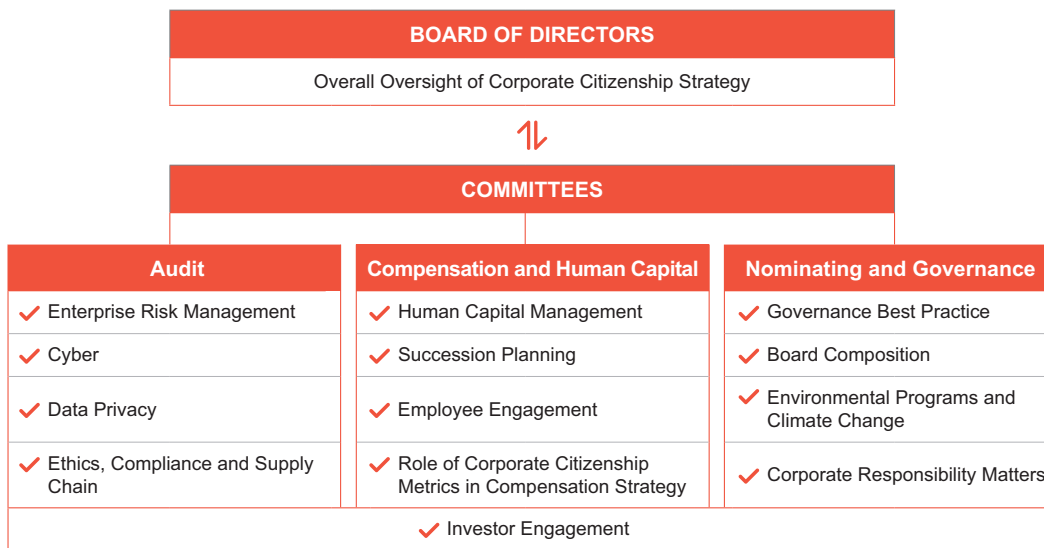 BOARD OF DIRECTORS
Overall Oversight of Corporate Citizenship Strategy
COMMITTEES
Audit
Enterprise Risk Management
Cyber
Data Privacy
Ethics, Compliance and Supply
Chain
Compensation and Human Capital
Human Capital Management
Succession Planning
Employee Engagement
Role of Corporate Citizenship
Metrics in Compensation Strategy
Nominating and Governance
Governance Best Practice
Board Composition
Environmental Programs and
Climate Change
Corporate Responsibility Matters
Investor Engagement